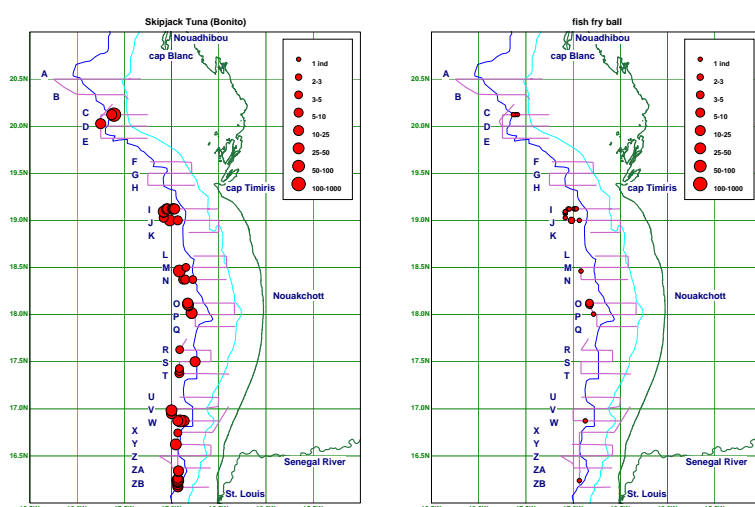 Skipjack Tuna (Bonito)
Nouadhibou
cap Blanc
1 ind
2-3
3-5
5-10
10-25
25-50
50-100
100-1000
20.5N
20.0N
19.5N
19.0N
18.5N
18.0N
17.5N
17.0N
16.5N
A
B
C
D
E
F
G
H
I
J
K
L
M
N
O
P
Q
R
S
T
U
V
W
X
Y
Z
ZA
ZB
cap Timiris
Nouakchott
Senegal River
St. Louis
fish fry ball
Nouadhibou
cap Blanc
1 ind
2-3
3-5
5-10
10-25
25-50
50-100
100-1000
20.5N
20.0N
19.5N
19.0N
18.5N
18.0N
17.5N
17.0N
16.5N
A
B
C
D
E
F
G
H
I
J
K
L
M
N
O
P
Q
R
S
T
U
V
W
X
Y
Z
ZA
ZB
cap Timiris
Nouakchott
Senegal River
St. Louis